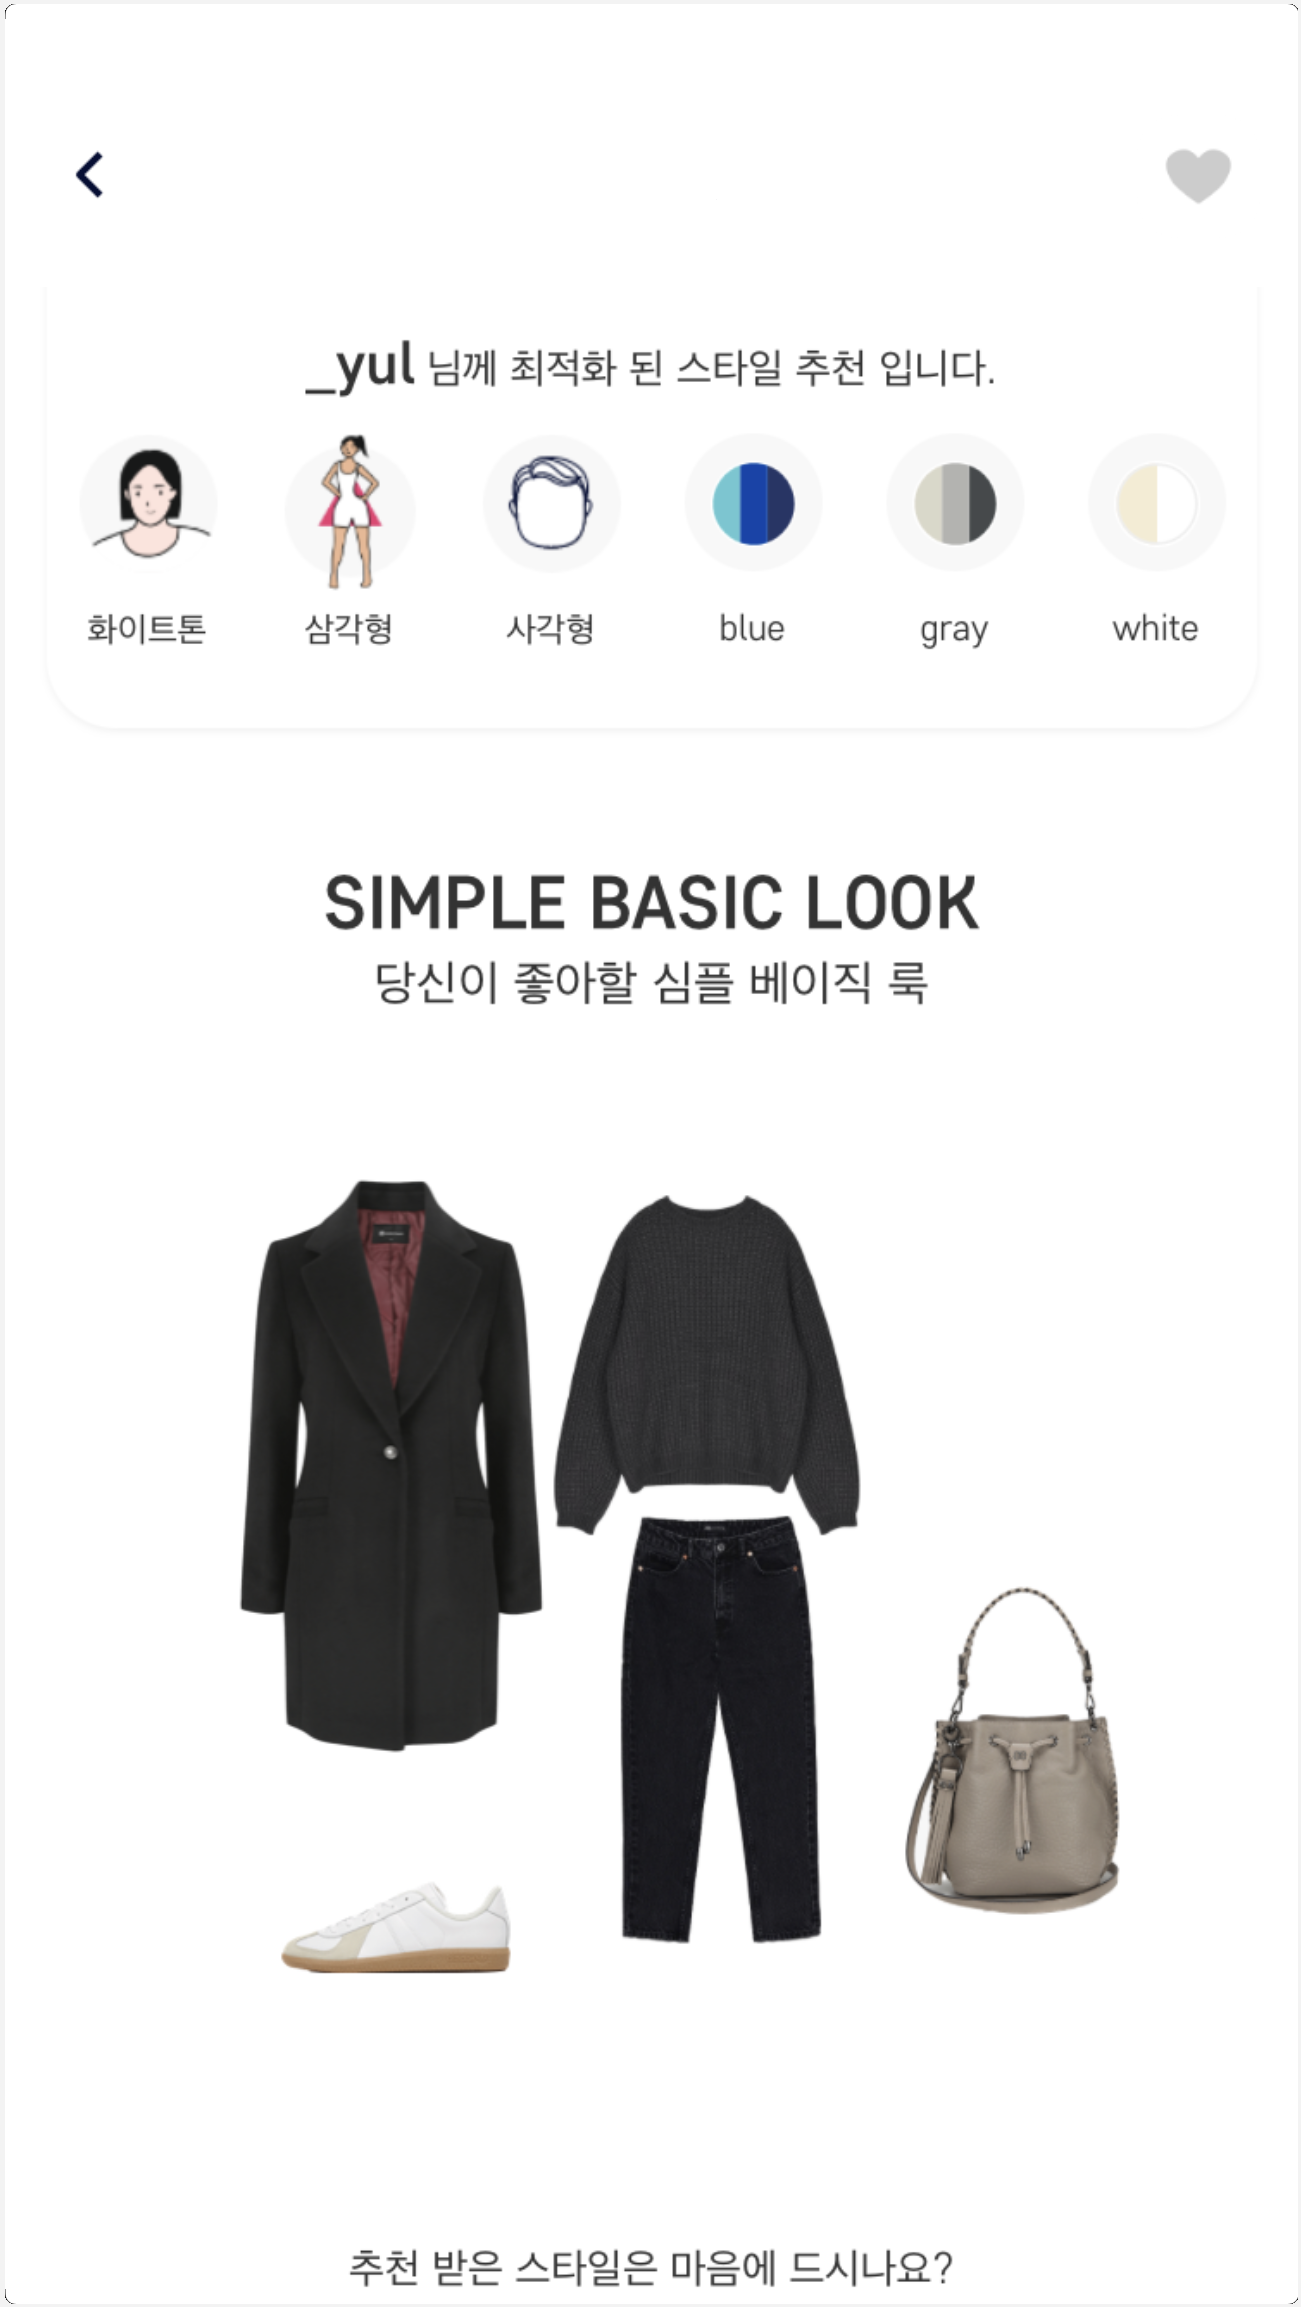 _yul 님께 최적화 된 스타일 추천 입니다.
화이트톤 삼각형 사각형 blue gray white
SIMPLE BASIC LOOK
당신이 좋아할 심플 베이직 룩
추천 받은 스타일은 마음에 드시나요?